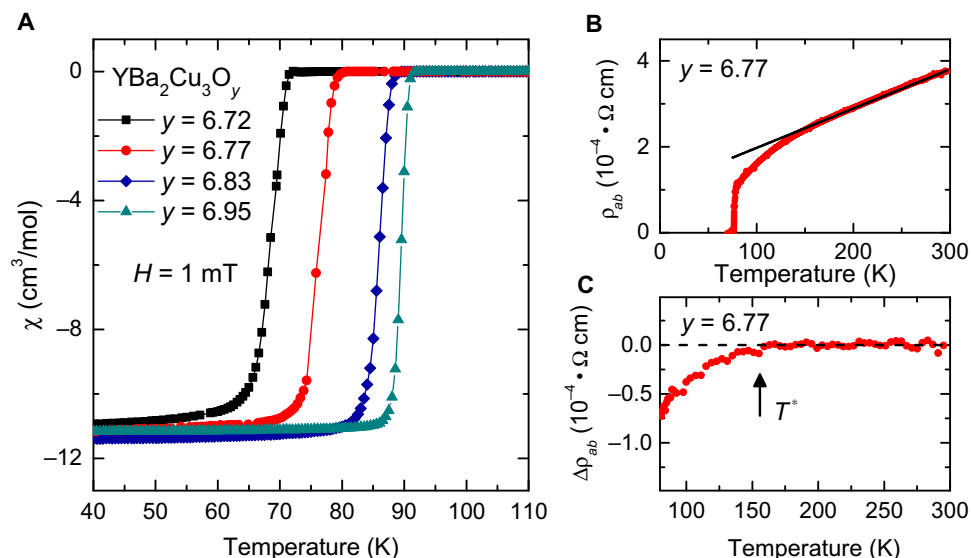 A
YBa₂Cu₃Oy
y = 6.72
y = 6.77
y = 6.83
y = 6.95
H = 1 mT
χ (cm³/mol)
0
−4
−8
−12
40 50 60 70 80 90 100 110
Temperature (K)
B
y = 6.77
ρab (10⁻⁴ • Ω cm)
4
2
0
0 100 200 300
Temperature (K)
C
y = 6.77
Δρab (10⁻⁴ • Ω cm)
0.0
−0.5
−1.0
T*
100 150 200 250 300
Temperature (K)